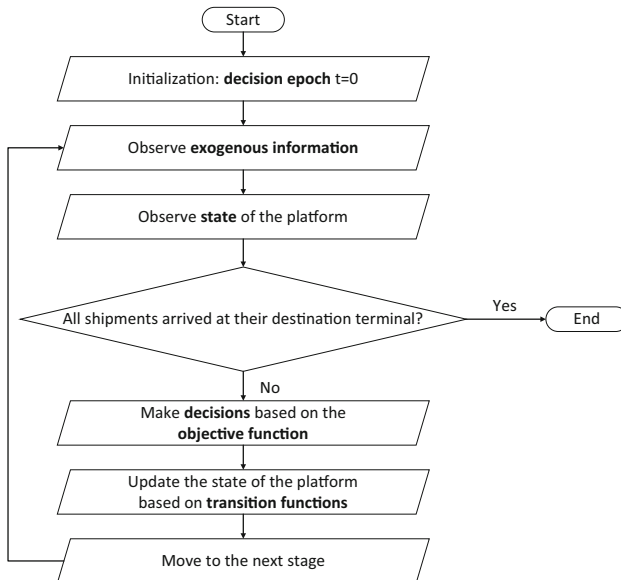 Start
Initialization: decision epoch t=0
Observe exogenous information
Observe state of the platform
All shipments arrived at their destination terminal?
Yes
End
No
Make decisions based on the
objective function
Update the state of the platform
based on transition functions
Move to the next stage